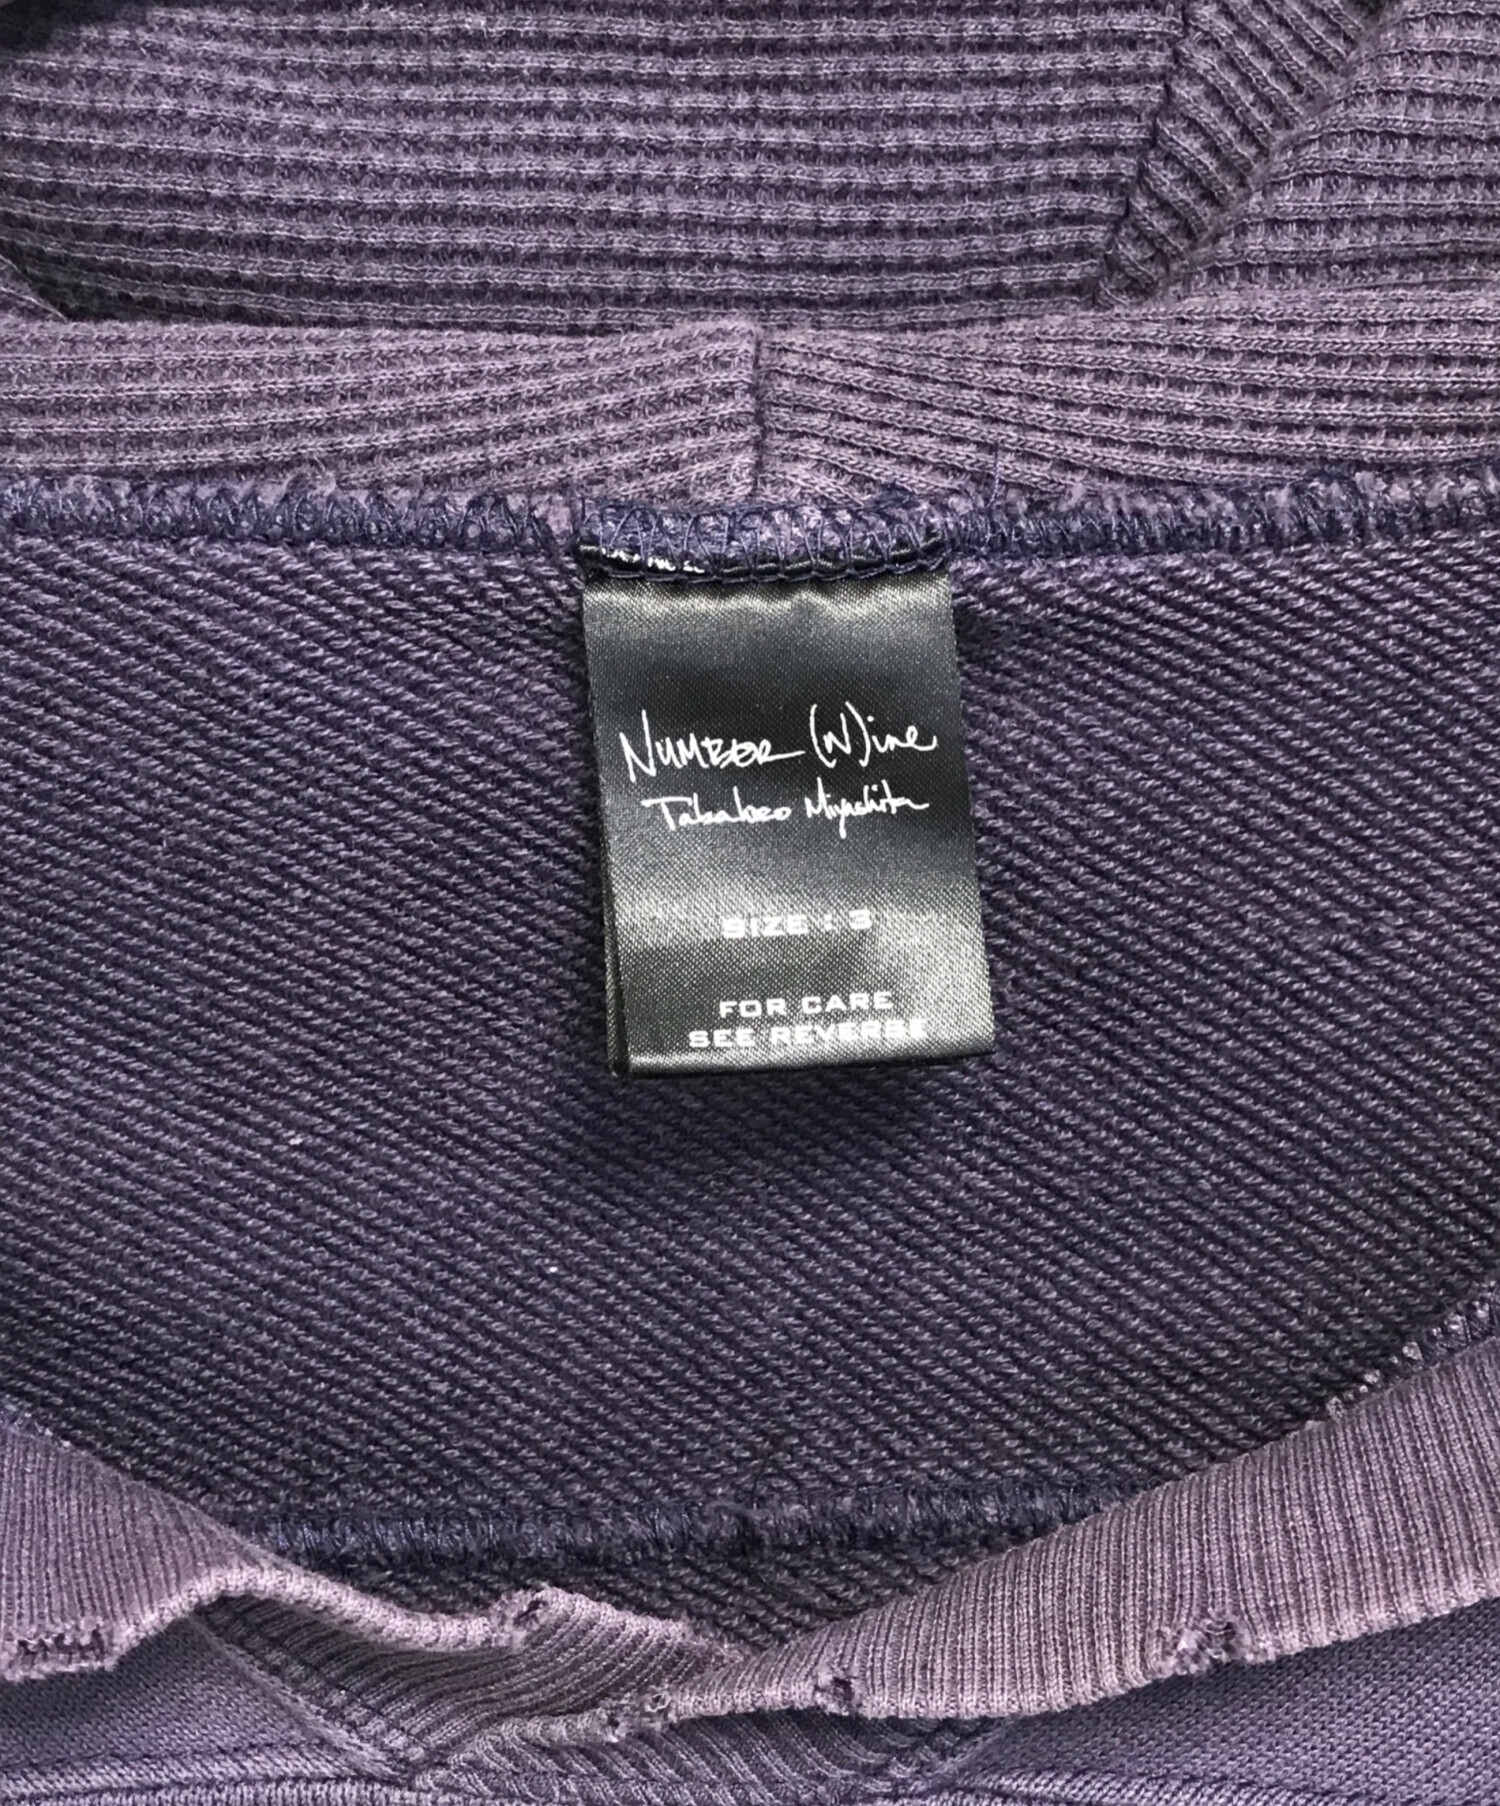 NUMBER (N)ine
Takahiro Miyashita
SIZE : 3
FOR CARE
SEE REVERSE